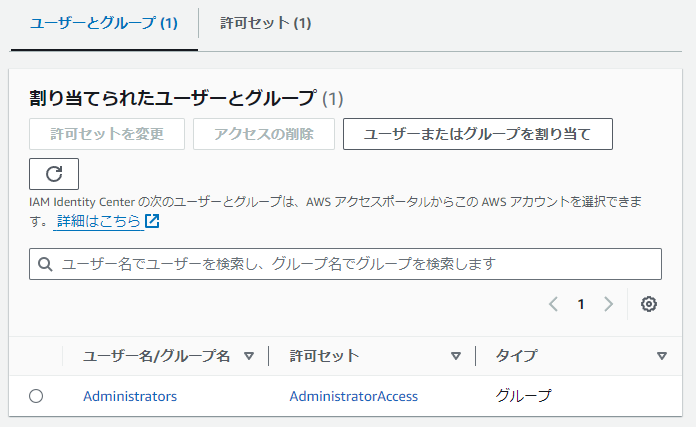 ユーザーとグループ (1) 許可セット (1)
割り当てられたユーザーとグループ (1)
許可セットを変更 アクセスの削除 ユーザーまたはグループを割り当て
IAM Identity Center の次のユーザーとグループは、AWS アクセスポータルからこの AWS アカウントを選択できま
す。 詳細はこちら
ユーザー名でユーザーを検索し、グループ名でグループを検索します
1
ユーザー名/グループ名 許可セット タイプ
Administrators AdministratorAccess グループ